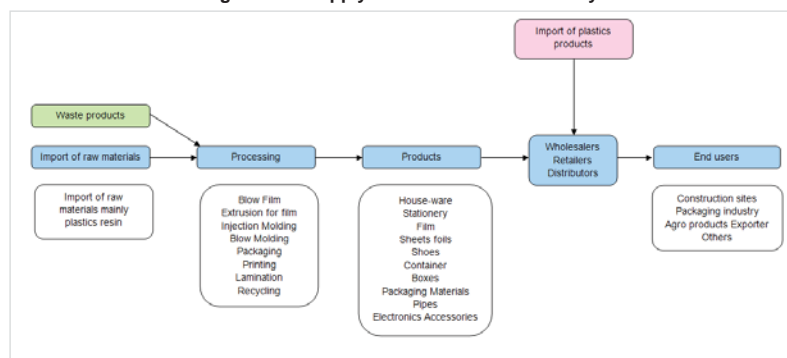 Supply
Import of plastics
products
Waste products
Import of raw materials
Processing
Products
Wholesalers
Retailers
Distributors
End users
Import of raw
materials mainly
plastics resin
Blow Film
Extrusion for film
Injection Molding
Blow Molding
Packaging
Printing
Lamination
Recycling
House-ware
Stationery
Film
Sheets foils
Shoes
Container
Boxes
Packaging Materials
Pipes
Electronics Accessories
Construction sites
Packaging industry
Agro products Exporter
Others